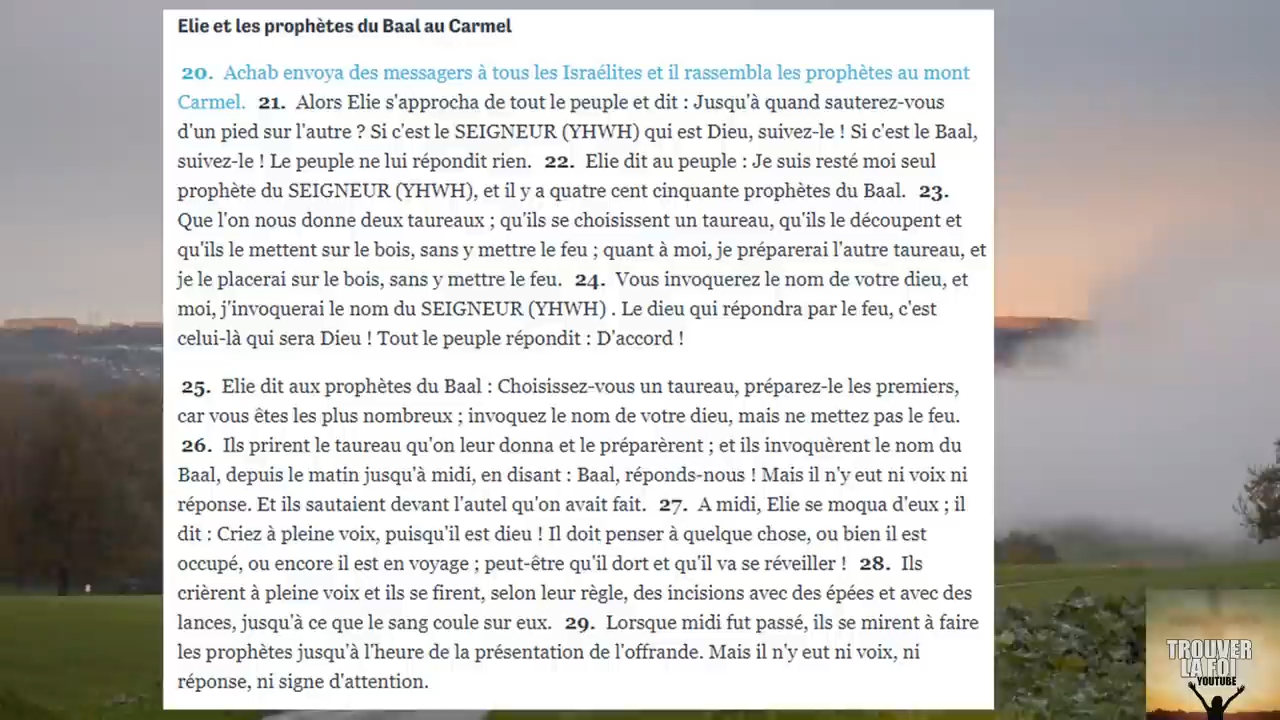 Elie et les prophètes du Baal au Carmel
20. Achab envoya des messagers à tous les Israélites et il rassembla les prophètes au mont
Carmel. 21. Alors Elie s'approcha de tout le peuple et dit : Jusqu'à quand sauterez-vous
d'un pied sur l'autre ? Si c'est le SEIGNEUR (YHWH) qui est Dieu, suivez-le ! Si c'est le Baal,
suivez-le ! Le peuple ne lui répondit rien. 22. Elie dit au peuple : Je suis resté moi seul
prophète du SEIGNEUR (YHWH), et il y a quatre cent cinquante prophètes du Baal. 23.
Que l'on nous donne deux taureaux ; qu'ils se choisissent un taureau, qu'ils le découpent et
qu'ils le mettent sur le bois, sans y mettre le feu ; quant à moi, je préparerai l'autre taureau, et
je le placerai sur le bois, sans y mettre le feu. 24. Vous invoquerez le nom de votre dieu, et
moi, j'invoquerai le nom du SEIGNEUR (YHWH) . Le dieu qui répondra par le feu, c'est
celui-là qui sera Dieu ! Tout le peuple répondit : D'accord !
25. Elie dit aux prophètes du Baal : Choisissez-vous un taureau, préparez-le les premiers,
car vous êtes les plus nombreux ; invoquez le nom de votre dieu, mais ne mettez pas le feu.
26. Ils prirent le taureau qu'on leur donna et le préparèrent ; et ils invoquèrent le nom du
Baal, depuis le matin jusqu'à midi, en disant : Baal, réponds-nous ! Mais il n'y eut ni voix ni
réponse. Et ils sautaient devant l'autel qu'on avait fait. 27. A midi, Elie se moqua d'eux ; il
dit : Criez à pleine voix, puisqu'il est dieu ! Il doit penser à quelque chose, ou bien il est
occupé, ou encore il est en voyage ; peut-être qu'il dort et qu'il va se réveiller ! 28. Ils
crièrent à pleine voix et ils se firent, selon leur règle, des incisions avec des épées et avec des
lances, jusqu'à ce que le sang coule sur eux. 29. Lorsque midi fut passé, ils se mirent à faire
les prophètes jusqu'à l'heure de la présentation de l'offrande. Mais il n'y eut ni voix, ni
réponse, ni signe d'attention.
TROUVER
LA FOI
YOUTUBE